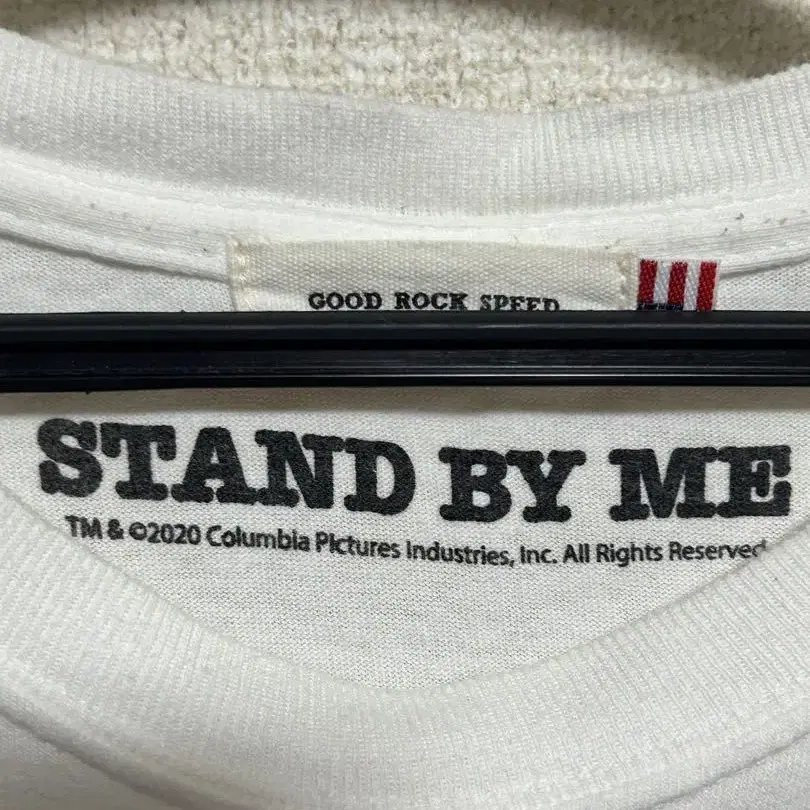 GOOD ROCK SPEED
STAND BY ME
TM & ©2020 Columbia Pictures Industries, Inc. All Rights Reserved